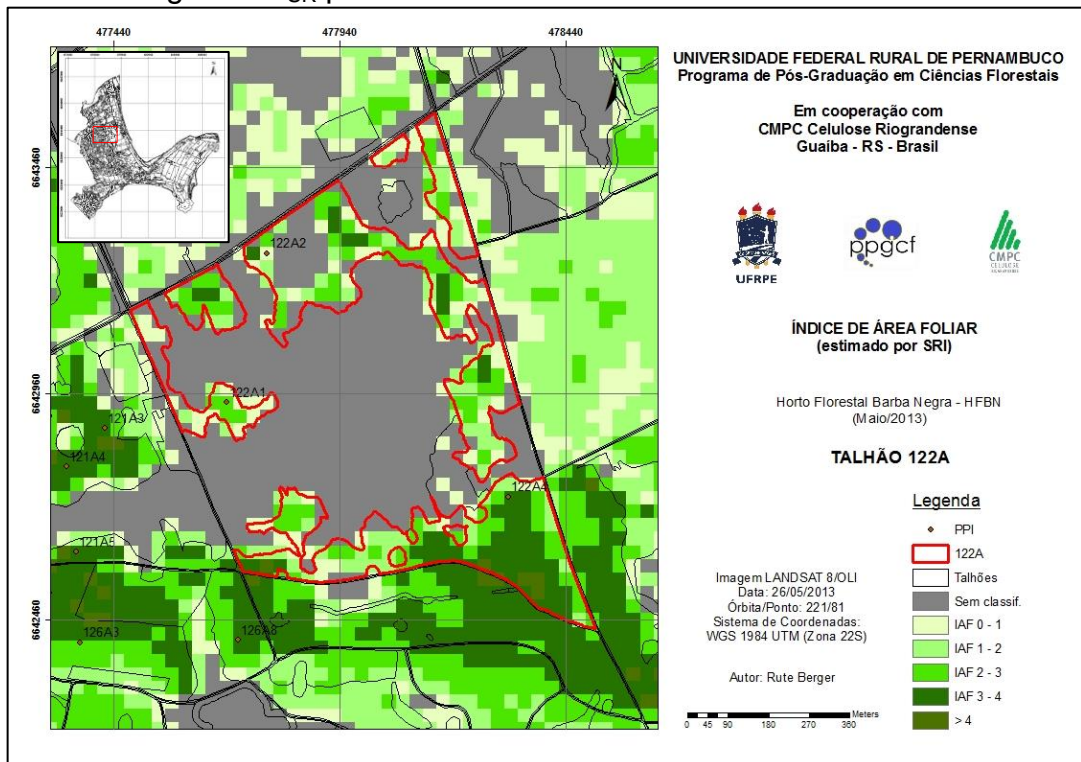 477440
477940
478440
6643460
6642960
6642460
N
122A2
122A1
121A3
121A4
122A4
121A5
126A3
126A8
UNIVERSIDADE FEDERAL RURAL DE PERNAMBUCO
Programa de Pós-Graduação em Ciências Florestais
Em cooperação com
CMPC Celulose Riograndense
Guaiba - RS - Brasil
UFRPE
ppgcf
CMPC
CELULOSE
RIOGRANDENSE
ÍNDICE DE ÁREA FOLIAR
(estimado por SRI)
Horto Florestal Barba Negra - HFBN
(Maio/2013)
TALHÃO 122A
Legenda
PPI
122A
Talhões
Sem classif.
IAF 0 - 1
IAF 1 - 2
IAF 2 - 3
IAF 3 - 4
> 4
Imagem LANDSAT 8/OLI
Data: 26/05/2013
Órbita/Ponto: 221/81
Sistema de Coordenadas:
WGS 1984 UTM (Zona 22S)
Autor: Rute Berger
Meters
0 45 90 180 270 360